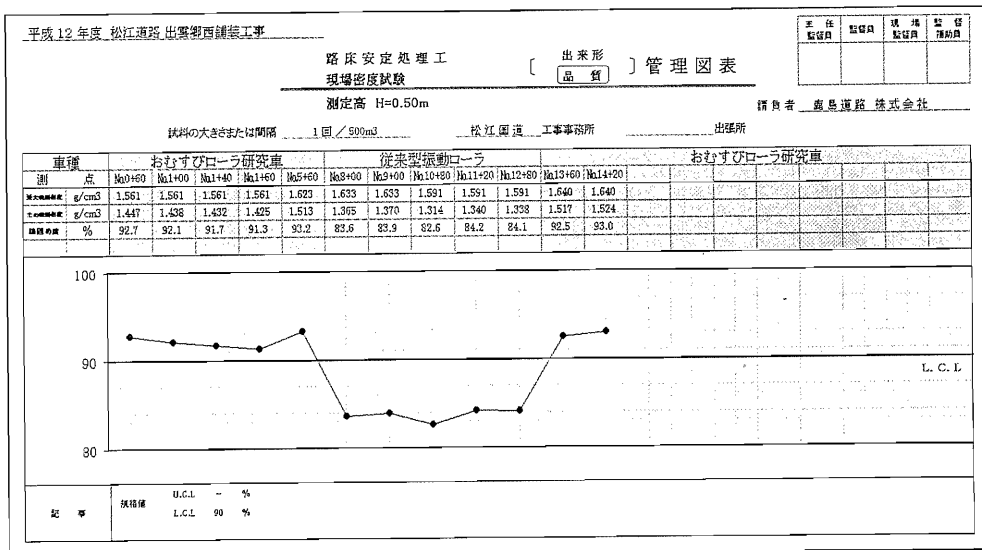 平成12年度 松江道路 出雲郷西舗装工事
主任監督員 監督員 現場監督員 監督補助員
路床安定処理工
現場密度試験
〔 出来形 品質 〕管理図表
測定高 H=0.50m
請負者 鹿島道路 株式会社
試料の大きさまたは間隔 1回/500m3 松江国道 工事事務所 出張所
車種 おむすびローラ研究車 従来型振動ローラ おむすびローラ研究車
測点 No.0+60 No.1+00 No.1+40 No.1+60 No.5+60 No.8+00 No.9+00 No.10+80 No.11+20 No.12+80 No.13+60 No.14+20
最大乾燥密度 g/cm3 1.561 1.561 1.561 1.561 1.623 1.633 1.633 1.591 1.591 1.591 1.640 1.640
g/cm3 1.447 1.438 1.432 1.425 1.513 1.365 1.370 1.314 1.340 1.338 1.517 1.524
締固め度 % 92.7 92.1 91.7 91.3 93.2 83.6 83.9 82.6 84.2 84.1 92.5 93.0
100
90
L.C.L
80
記事 規格値 U.C.L - %
L.C.L 90 %